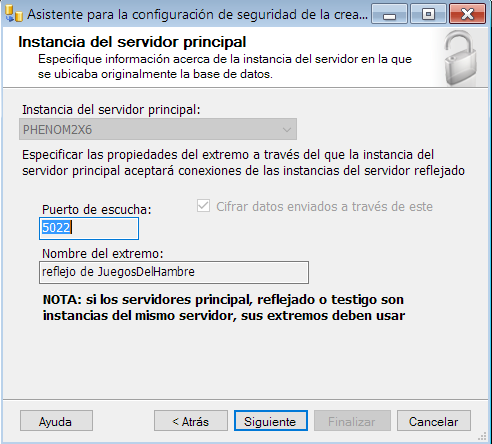 Asistente para la configuración de seguridad de la crea...
Instancia del servidor principal
Especifique información acerca de la instancia del servidor en la que
se ubicaba originalmente la base de datos.
Instancia del servidor principal:
PHENOM2X6
Especificar las propiedades del extremo a través del que la instancia del
servidor principal aceptará conexiones de las instancias del servidor reflejado
Puerto de escucha:
Cifrar datos enviados a través de este
5022
Nombre del extremo:
reflejo de JuegosDelHambre
NOTA: si los servidores principal, reflejado o testigo son
instancias del mismo servidor, sus extremos deben usar
Ayuda
< Atrás
Siguiente
Finalizar
Cancelar